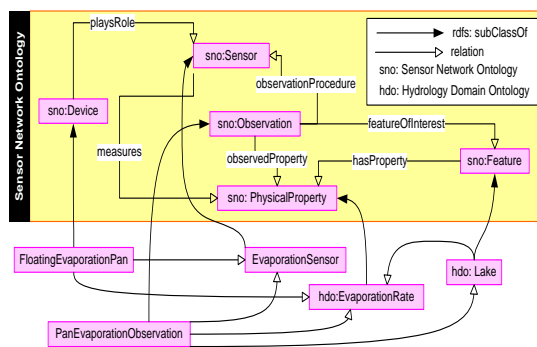 Sensor Network Ontology
playsRole
sno:Sensor
rdfs: subClassOf
relation
sno: Sensor Network Ontology
hdo: Hydrology Domain Ontology
observationProcedure
sno:Device
sno:Observation
featureOfInterest
measures
observedProperty
hasProperty
sno:Feature
sno: PhysicalProperty
FloatingEvaporationPan
EvaporationSensor
hdo: Lake
hdo:EvaporationRate
PanEvaporationObservation